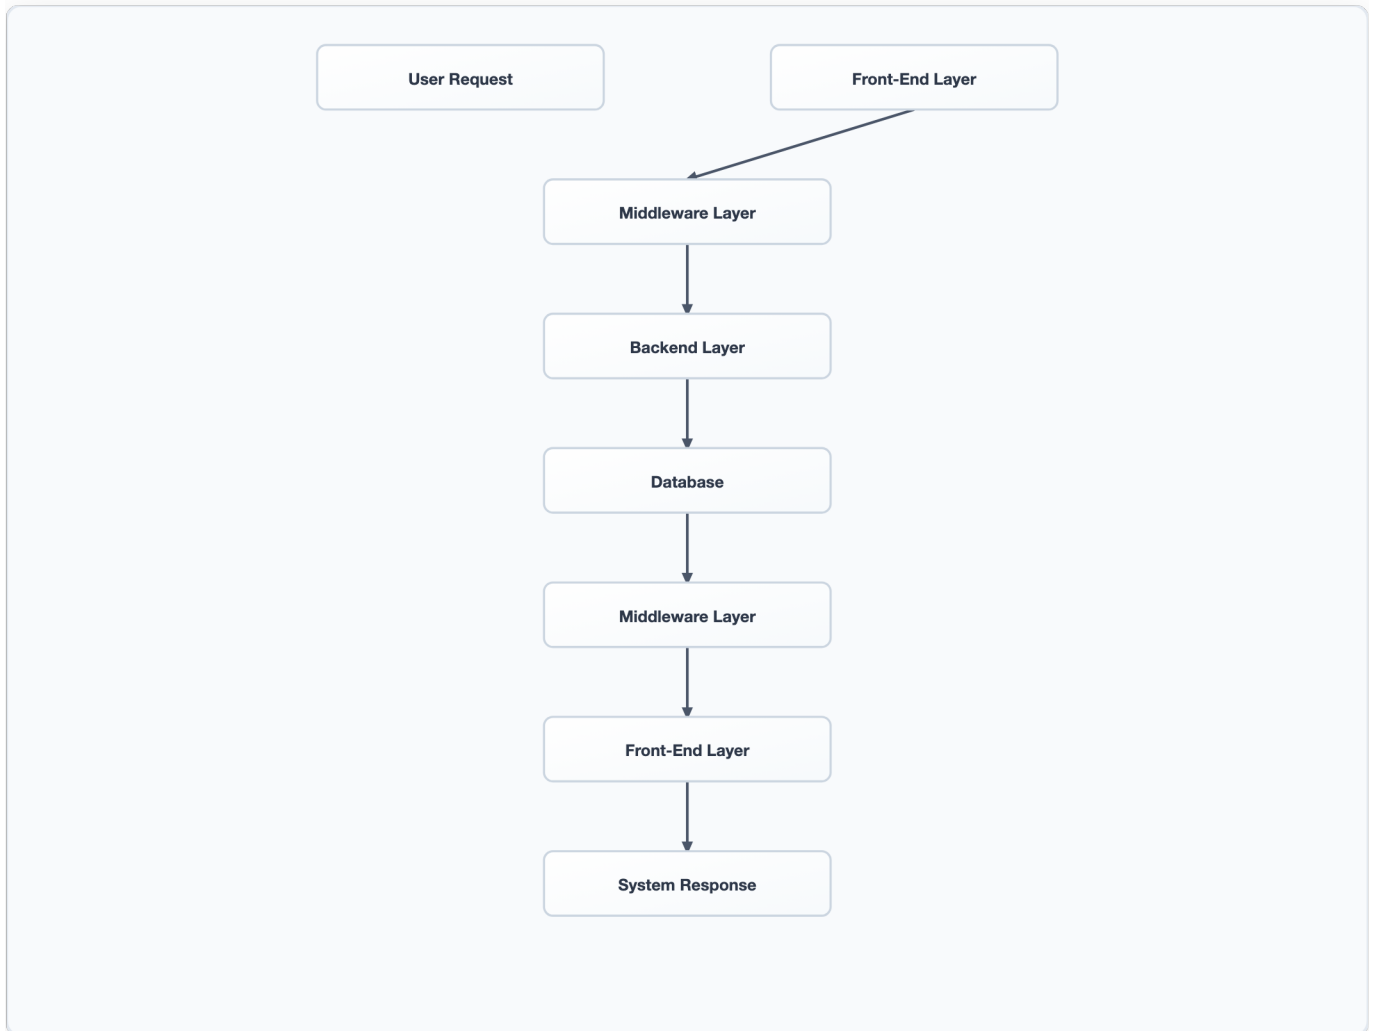 User Request
Front-End Layer
Middleware Layer
Backend Layer
Database
Middleware Layer
Front-End Layer
System Response